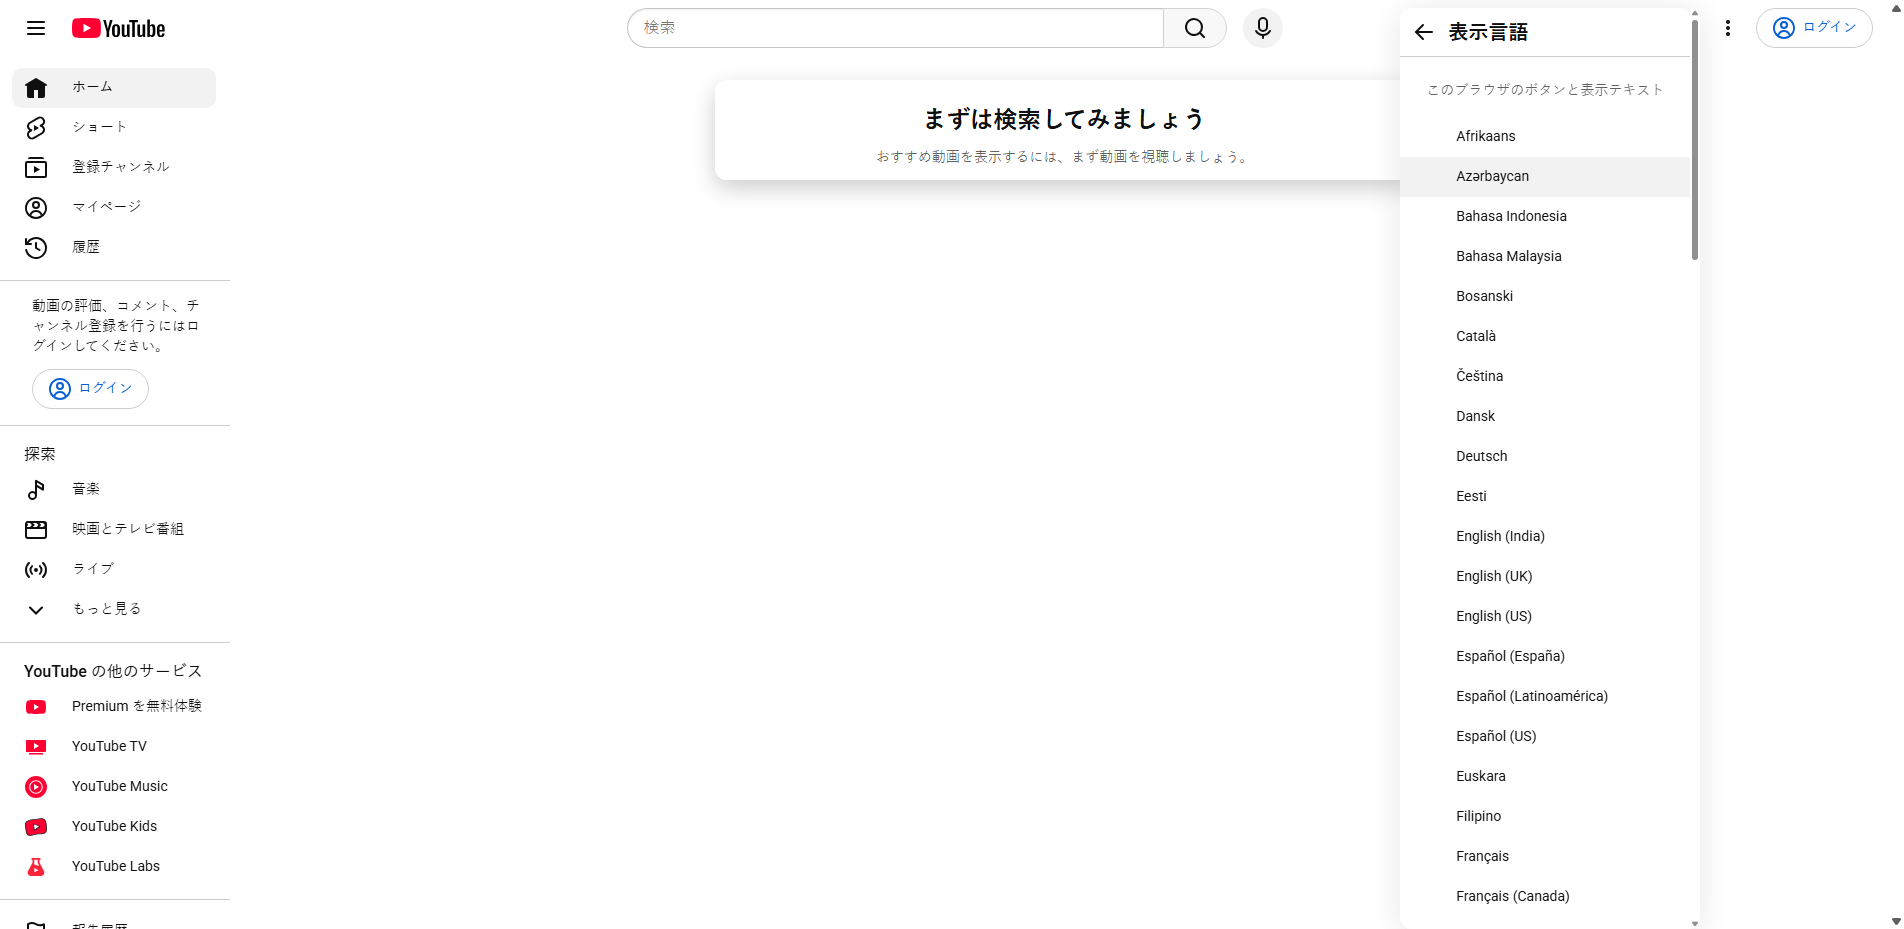 YouTube
検索
ログイン
ホーム
ショート
登録チャンネル
マイページ
履歴
動画の評価、コメント、チ
ャンネル登録を行うにはロ
グインしてください。
ログイン
探索
音楽
映画とテレビ番組
ライブ
もっと見る
YouTube の他のサービス
Premium を無料体験
YouTube TV
YouTube Music
YouTube Kids
YouTube Labs
報告履歴
まずは検索してみましょう
おすすめ動画を表示するには、まず動画を視聴しましょう。
表示言語
このブラウザのボタンと表示テキスト
Afrikaans
Azərbaycan
Bahasa Indonesia
Bahasa Malaysia
Bosanski
Català
Čeština
Dansk
Deutsch
Eesti
English (India)
English (UK)
English (US)
Español (España)
Español (Latinoamérica)
Español (US)
Euskara
Filipino
Français
Français (Canada)